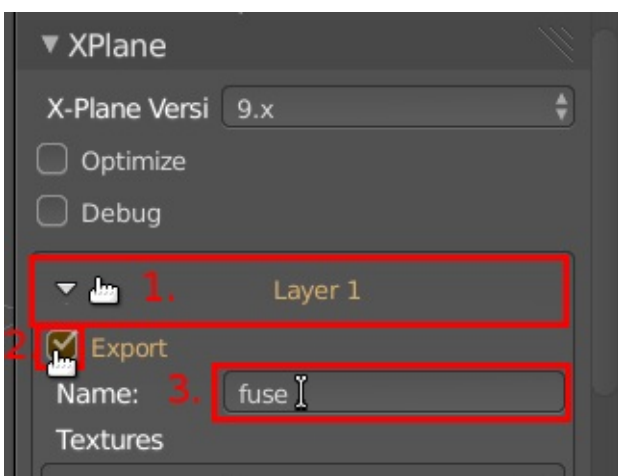 XPlane
X-Plane Versi 9.x
Optimize
Debug
1. Layer 1
2. Export
Name: 3. fuse
Textures